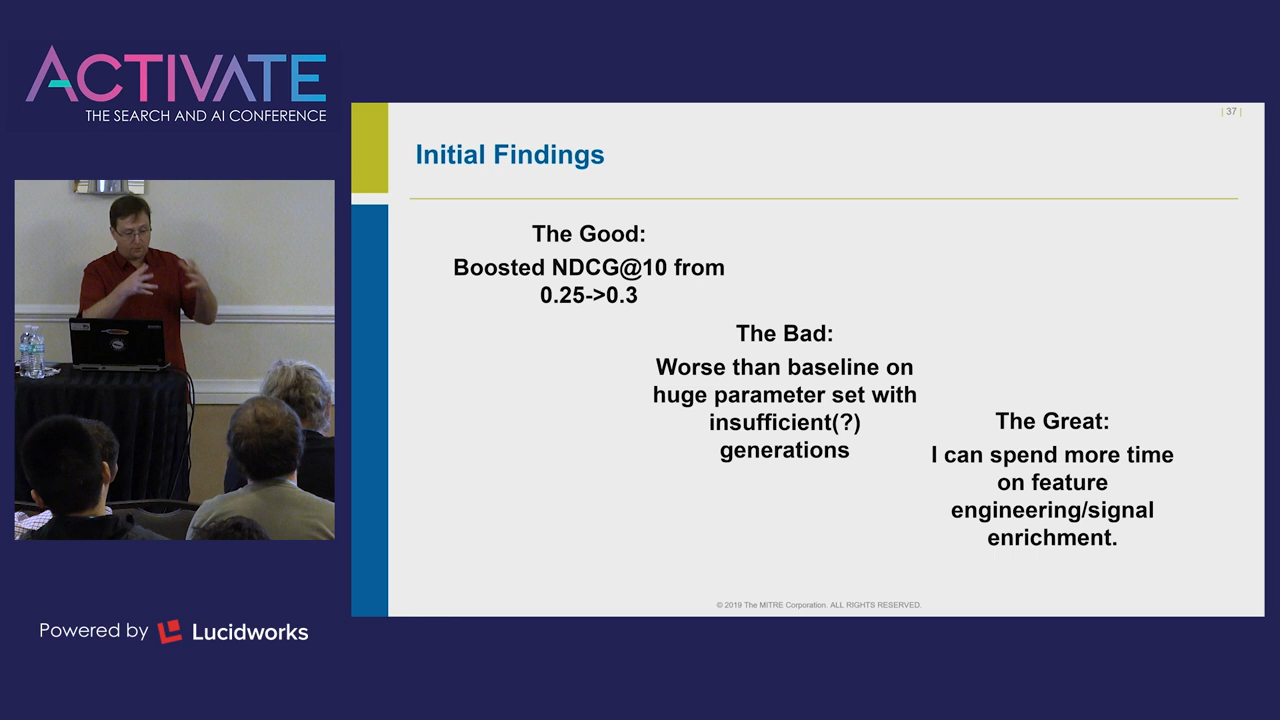 ACTIVATE
THE SEARCH AND AI CONFERENCE
| 37 |
Initial Findings
The Good:
Boosted NDCG@10 from
0.25->0.3
The Bad:
Worse than baseline on
huge parameter set with
insufficient(?)
generations
The Great:
I can spend more time
on feature
engineering/signal
enrichment.
© 2019 The MITRE Corporation. ALL RIGHTS RESERVED.
Powered by Lucidworks